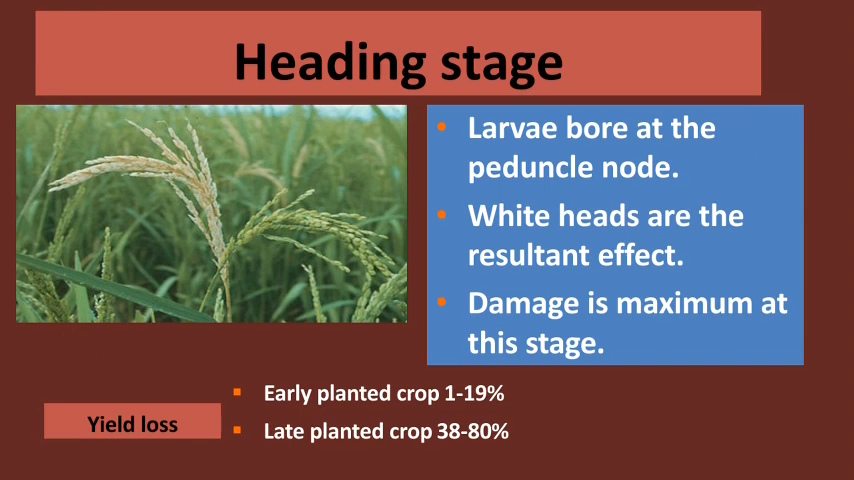 Heading stage
• Larvae bore at the
peduncle node.
• White heads are the
resultant effect.
• Damage is maximum at
this stage.
Yield loss
▪ Early planted crop 1-19%
▪ Late planted crop 38-80%